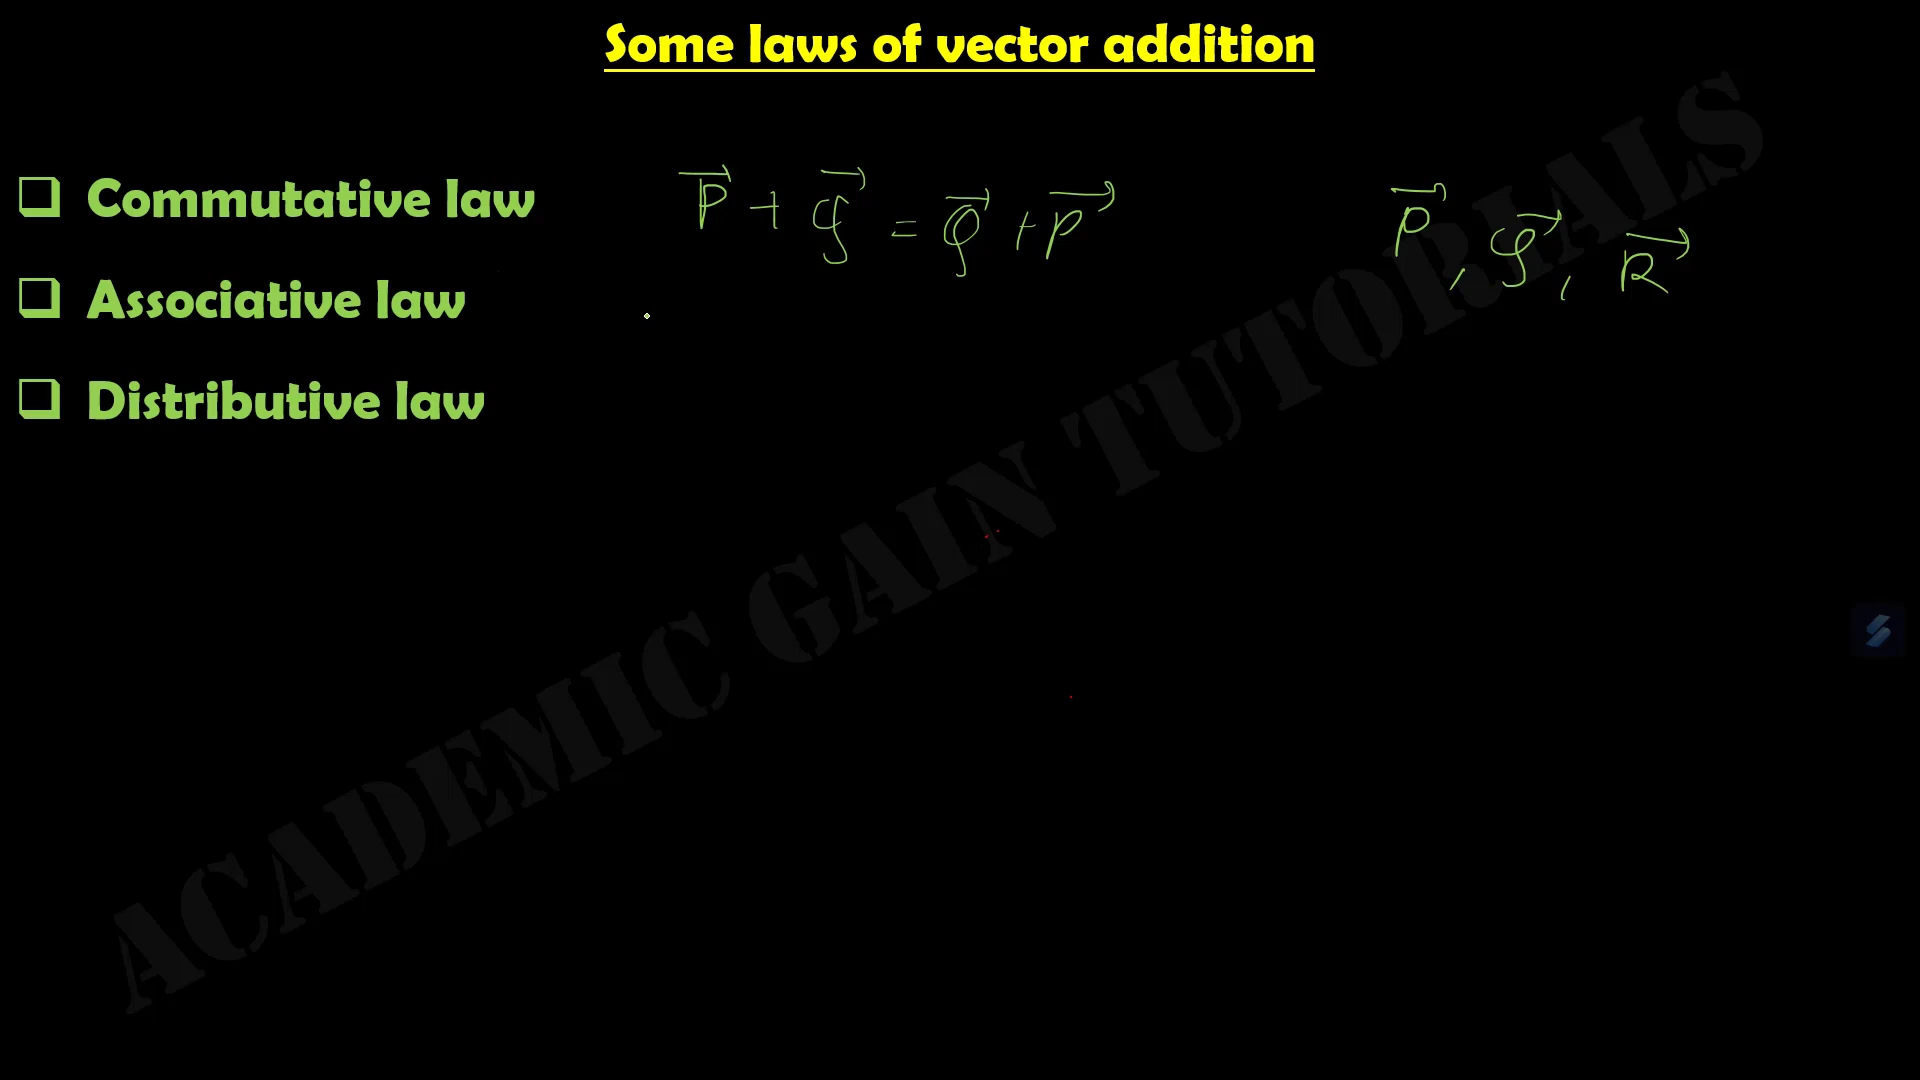 Some laws of vector addition
❑ Commutative law
P⃗ + Q⃗ = Q⃗ + P⃗
P⃗, Q⃗, R⃗
❑ Associative law
❑ Distributive law
ACADEMIC GAIN TUTORIALS